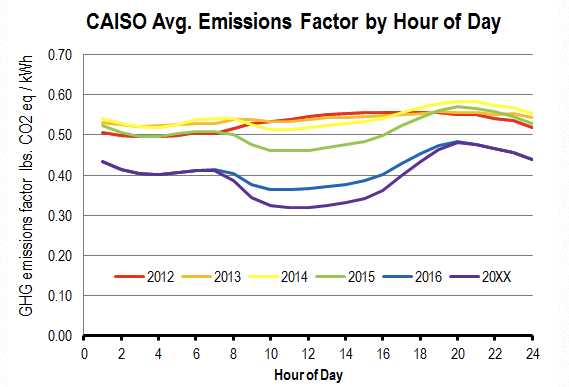 CAISO Avg. Emissions Factor by Hour of Day
GHG emissions factor lbs. CO2 eq./ kWh
0.70
0.60
0.50
0.40
0.30
0.20
0.10
0.00
2012 2013 2014 2015 2016 20XX
0 2 4 6 8 10 12 14 16 18 20 22 24
Hour of Day